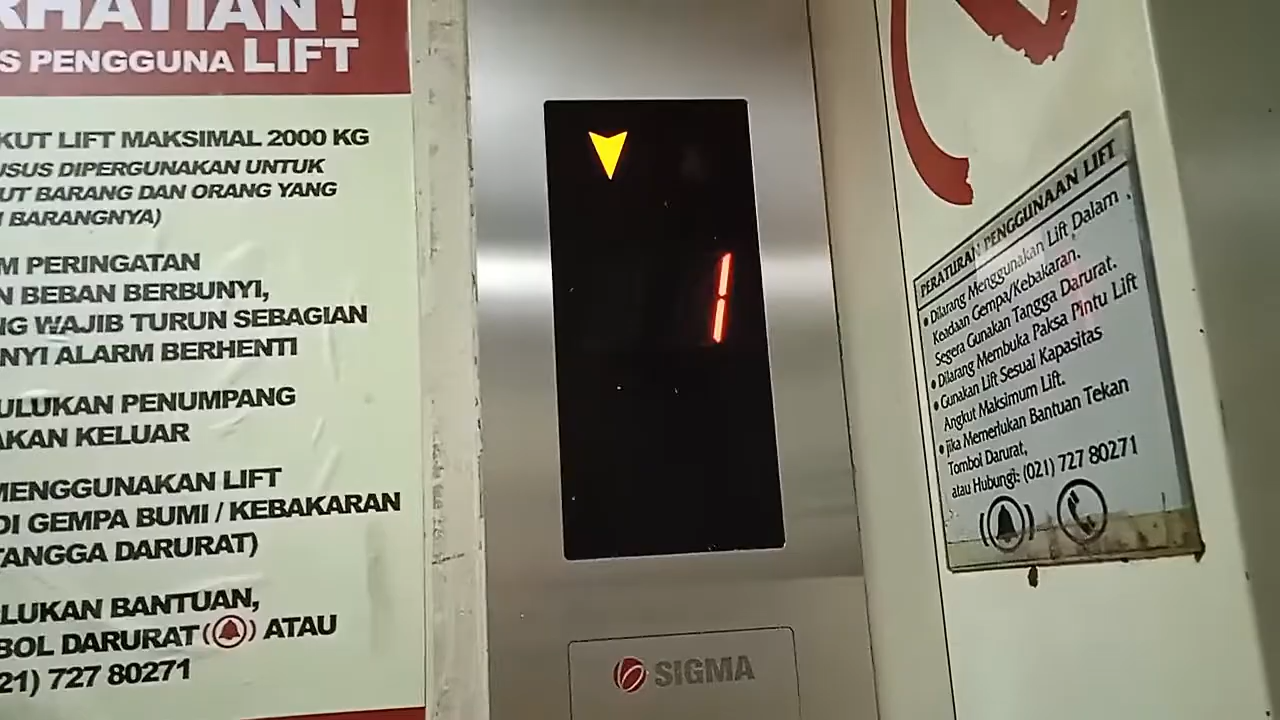 RHATIAN !
S PENGGUNA LIFT
KUT LIFT MAKSIMAL 2000 KG
USUS DIPERGUNAKAN UNTUK
UT BARANG DAN ORANG YANG
BARANGNYA)
M PERINGATAN
N BEBAN BERBUNYI,
NG WAJIB TURUN SEBAGIAN
NYI ALARM BERHENTI
ULUKAN PENUMPANG
AKAN KELUAR
MENGGUNAKAN LIFT
DI GEMPA BUMI / KEBAKARAN
TANGGA DARURAT)
LUKAN BANTUAN,
BOL DARURAT ATAU
21) 727 80271
1
SIGMA
PERATURAN PENGGUNAAN LIFT
• Dilarang Menggunakan Lift Dalam
Keadaan Gempa/Kebakaran.
Segera Gunakan Tangga Darurat.
• Dilarang Membuka Paksa Pintu Lift
• Gunakan Lift Sesuai Kapasitas
Angkut Maksimum Lift.
• Jika Memerlukan Bantuan Tekan
Tombol Darurat,
atau Hubungi: (021) 727 80271